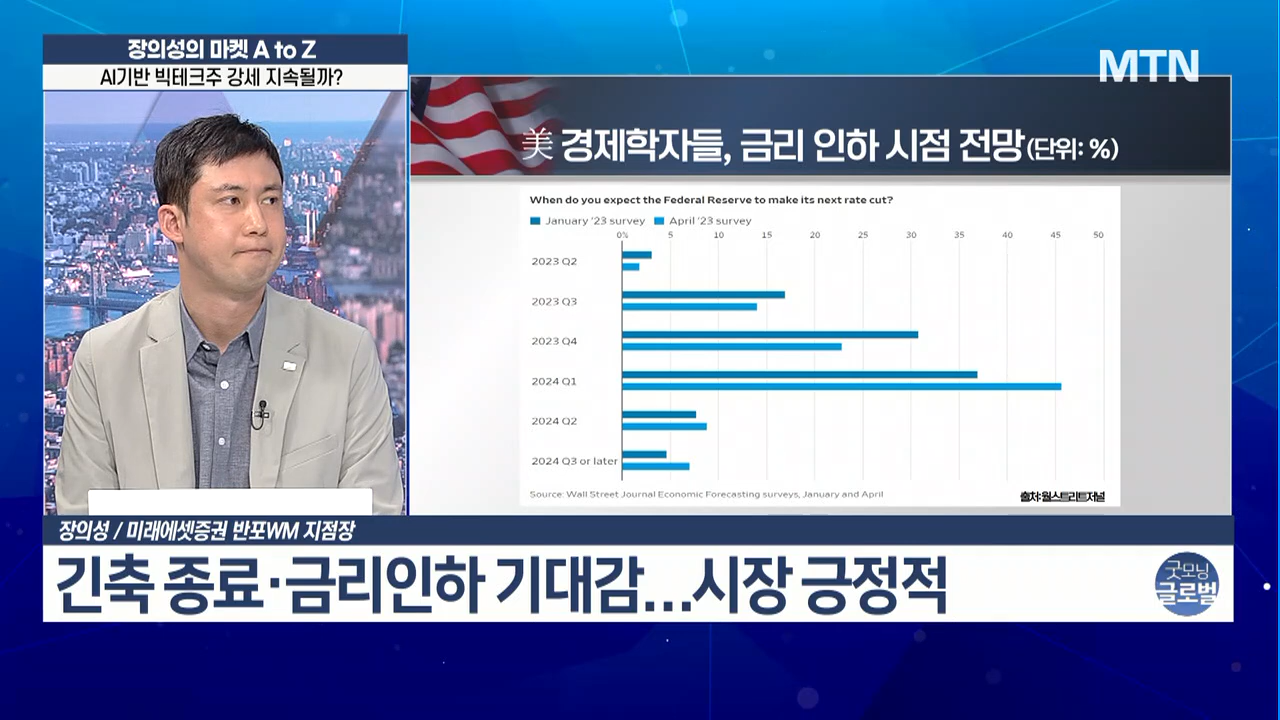 장의성의 마켓 A to Z
AI기반 빅테크주 강세 지속될까?
MTN
美 경제학자들, 금리 인하 시점 전망(단위: %)
When do you expect the Federal Reserve to make its next rate cut?
January '23 survey April '23 survey
0% 5 10 15 20 25 30 35 40 45 50
2023 Q2
2023 Q3
2023 Q4
2024 Q1
2024 Q2
2024 Q3 or later
Source: Wall Street Journal Economic Forecasting surveys, January and April
출처:월스트리트저널
장의성 / 미래에셋증권 반포WM 지점장
긴축 종료·금리인하 기대감...시장 긍정적
굿모닝
글로벌